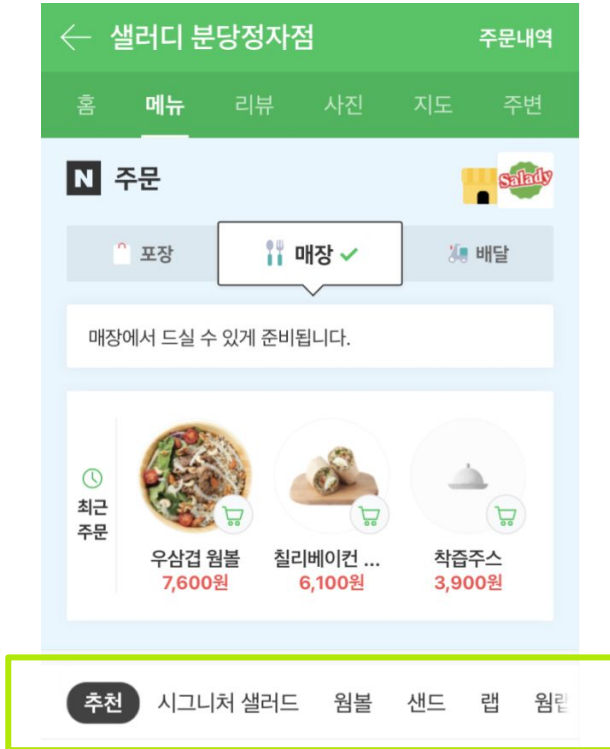 샐러디 분당정자점 주문내역
홈 메뉴 리뷰 사진 지도 주변
N 주문
Salady
포장 매장 배달
매장에서 드실 수 있게 준비됩니다.
최근
주문
우삼겹 웜볼 칠리베이컨 ... 착즙주스
7,600원 6,100원 3,900원
추천 시그니처 샐러드 웜볼 샌드 랩 웜랩